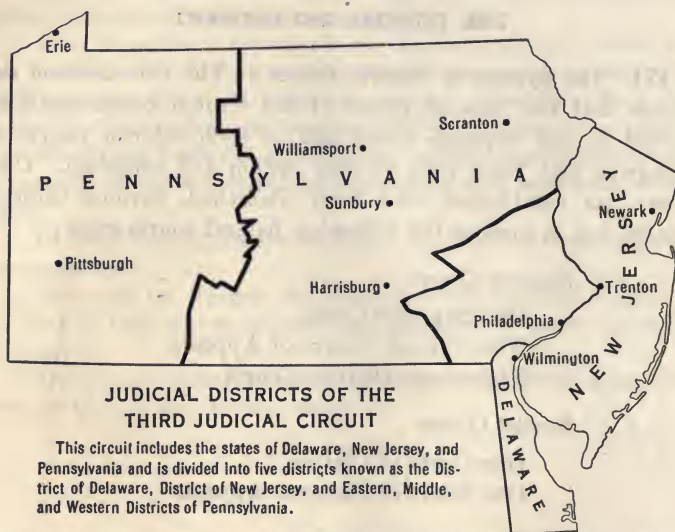 Erie
Scranton
Williamsport
PENNSYLVANIA
Sunbury
Newark
Pittsburgh
Harrisburg
Trenton
Philadelphia
NEW JERSEY
Wilmington
DELAWARE
JUDICIAL DISTRICTS OF THE
THIRD JUDICIAL CIRCUIT
This circuit includes the states of Delaware, New Jersey, and
Pennsylvania and is divided into five districts known as the Dis-
trict of Delaware, District of New Jersey, and Eastern, Middle,
and Western Districts of Pennsylvania.